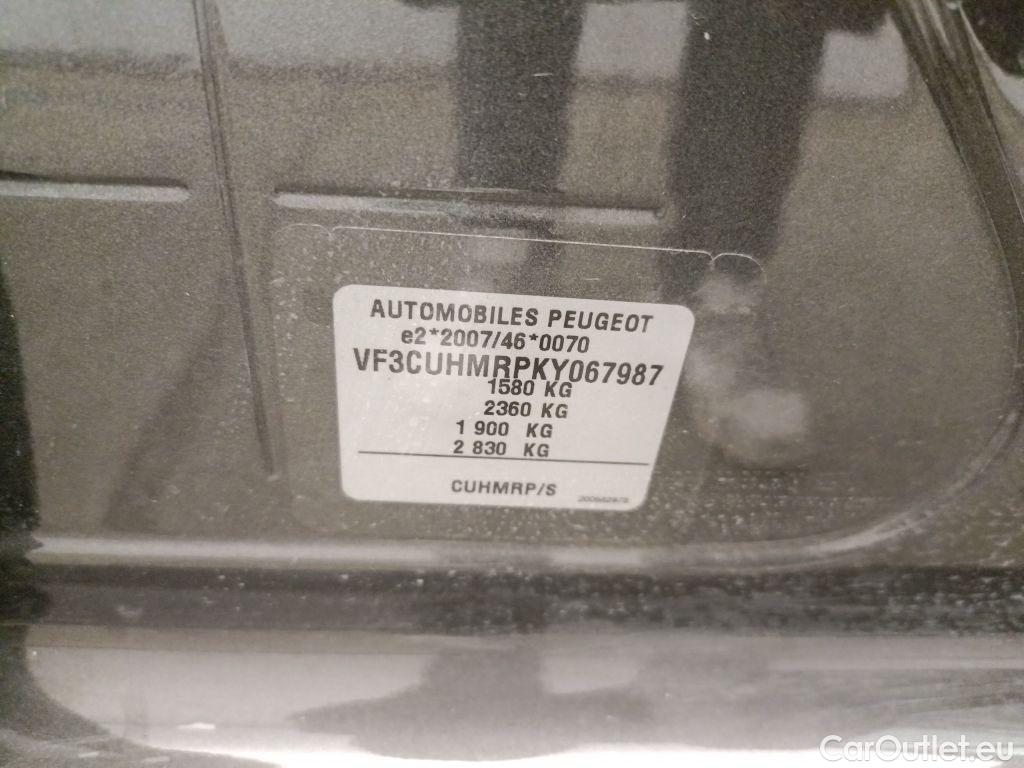 AUTOMOBILES PEUGEOT
e2*2007/46*0070
VF3CUHMRPKY067987
1580 KG
2360 KG
1 900 KG
2 830 KG
CUHMRP/S
CarOutlet.eu